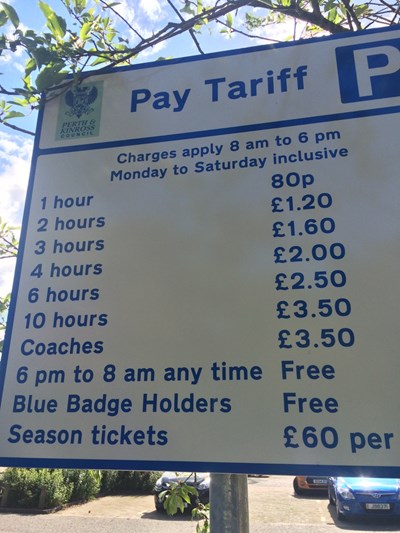 PERTH &
KINROSS
COUNCIL
Pay Tariff P
Charges apply 8 am to 6 pm
Monday to Saturday inclusive
1 hour 80p
2 hours £1.20
3 hours £1.60
4 hours £2.00
6 hours £2.50
10 hours £3.50
Coaches £3.50
6 pm to 8 am any time Free
Blue Badge Holders Free
Season tickets £60 per